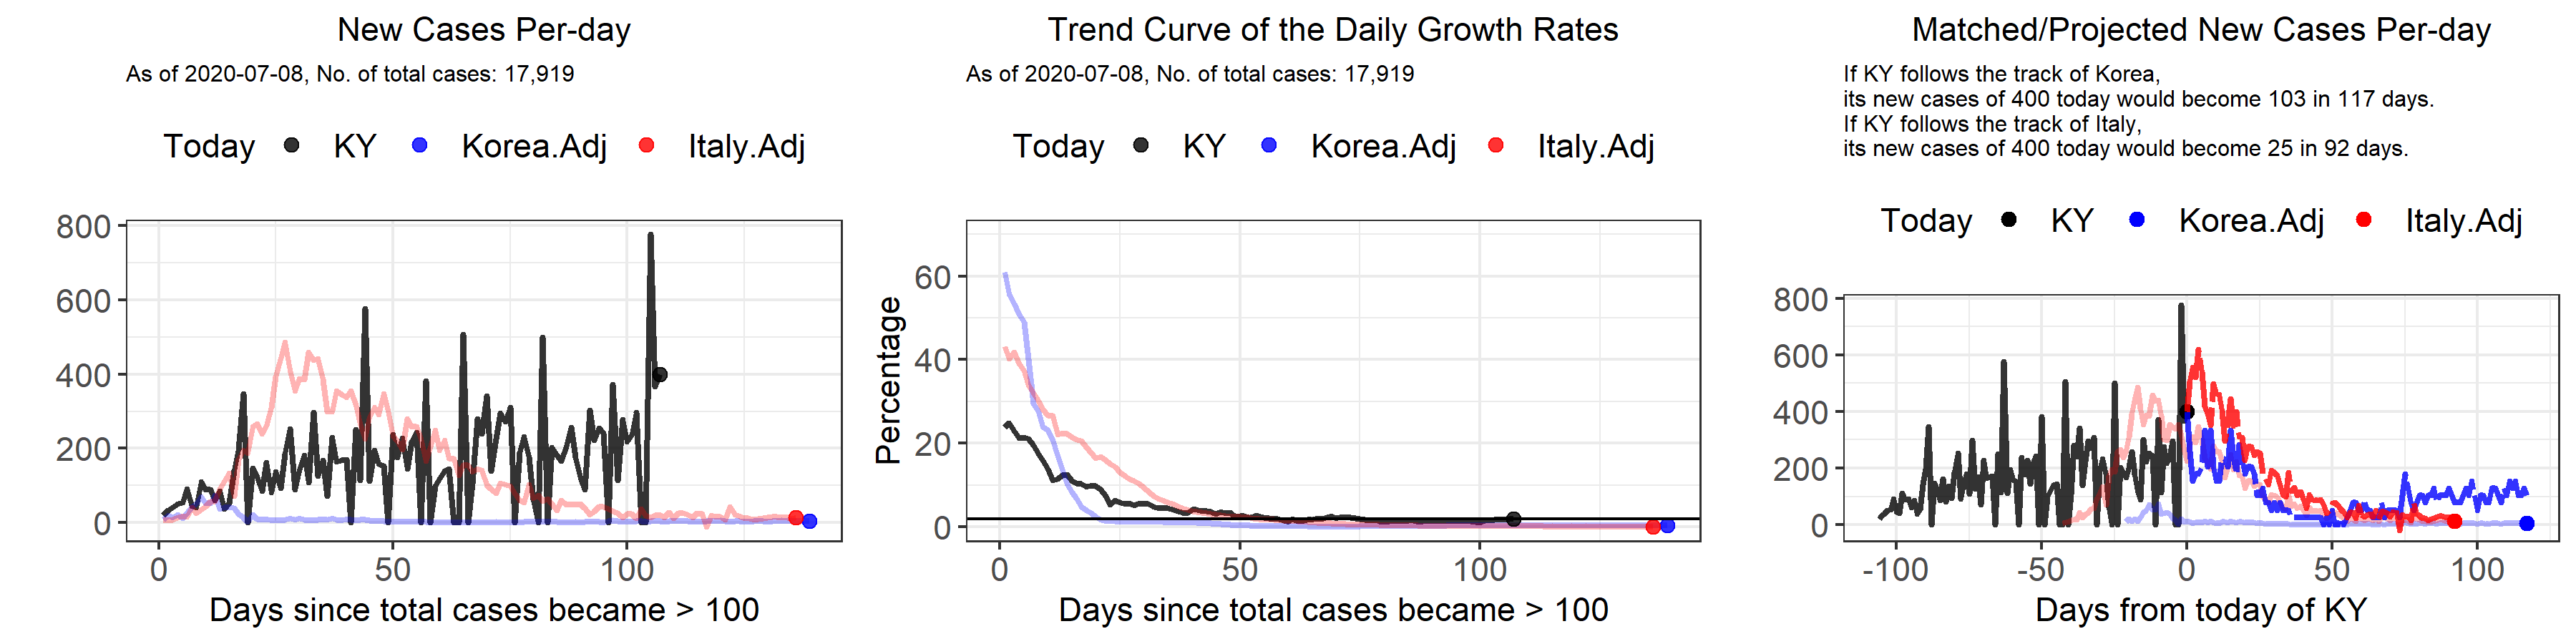 New Cases Per-day
As of 2020-07-08, No. of total cases: 17,919
Today KY Korea.Adj Italy.Adj
800
600
400
200
0
0 50 100
Days since total cases became > 100
Trend Curve of the Daily Growth Rates
As of 2020-07-08, No. of total cases: 17,919
Today KY Korea.Adj Italy.Adj
Percentage
60
40
20
0
0 50 100
Days since total cases became > 100
Matched/Projected New Cases Per-day
If KY follows the track of Korea,
its new cases of 400 today would become 103 in 117 days.
If KY follows the track of Italy,
its new cases of 400 today would become 25 in 92 days.
Today KY Korea.Adj Italy.Adj
800
600
400
200
0
-100 -50 0 50 100
Days from today of KY